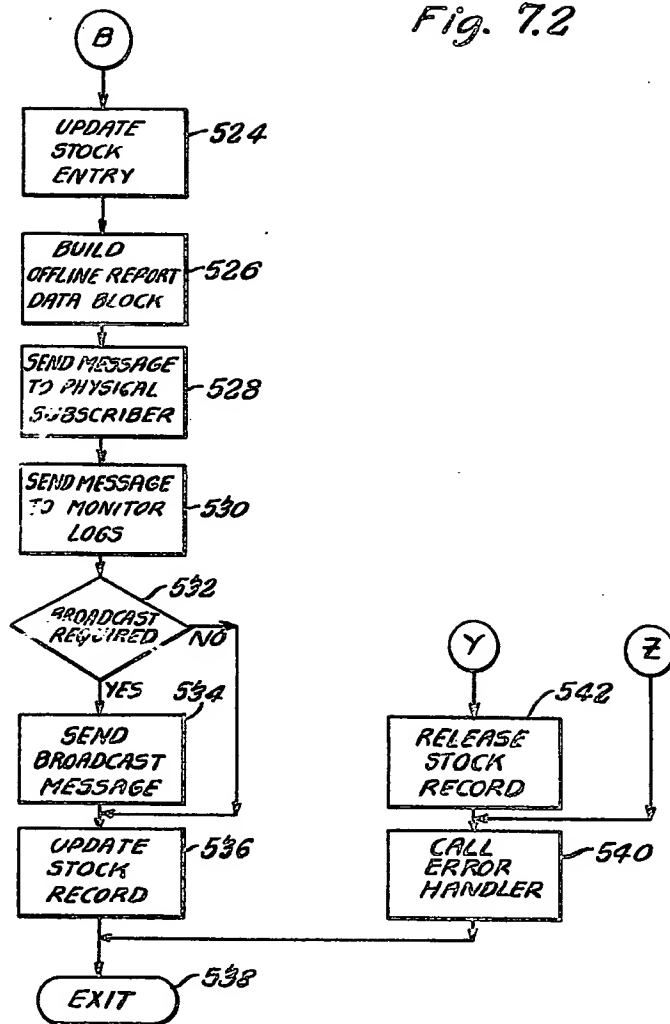 Fig. 7.2
B
UPDATE
STOCK
ENTRY
524
BUILD
OFFLINE REPORT
DATA BLOCK
526
SEND MESSAGE
TO PHYSICAL
SUBSCRIBER
528
SEND MESSAGE
TO MONITOR
LOGS
530
532
BROADCAST
REQUIRED
NO
YES
534
SEND
BROADCAST
MESSAGE
UPDATE
STOCK
RECORD
536
EXIT
538
Y
Z
542
RELEASE
STOCK
RECORD
CALL
ERROR
HANDLER
540